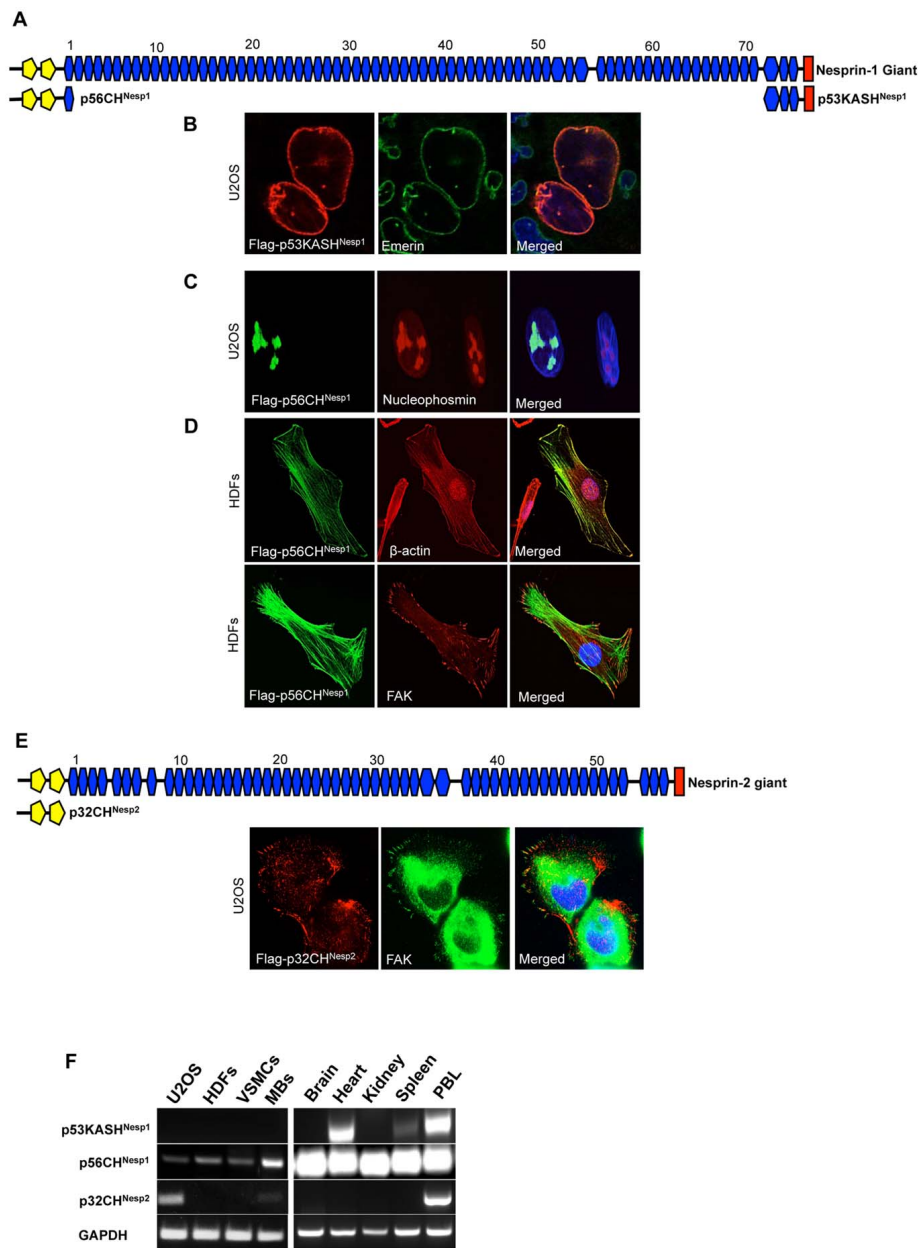 A
1 10 20 30 40 50 60 70
Nesprin-1 Giant
p56CHNesp1
p53KASHNesp1
B
U2OS
Flag-p53KASHNesp1
Emerin
Merged
C
U2OS
Flag-p56CHNesp1
Nucleophosmin
Merged
D
HDFs
Flag-p56CHNesp1
β-actin
Merged
HDFs
Flag-p56CHNesp1
FAK
Merged
E
1 10 20 30 40 50
Nesprin-2 giant
p32CHNesp2
U2OS
Flag-p32CHNesp2
FAK
Merged
F
U2OS HDFs VSMCs MBs Brain Heart Kidney Spleen PBL
p53KASHNesp1
p56CHNesp1
p32CHNesp2
GAPDH